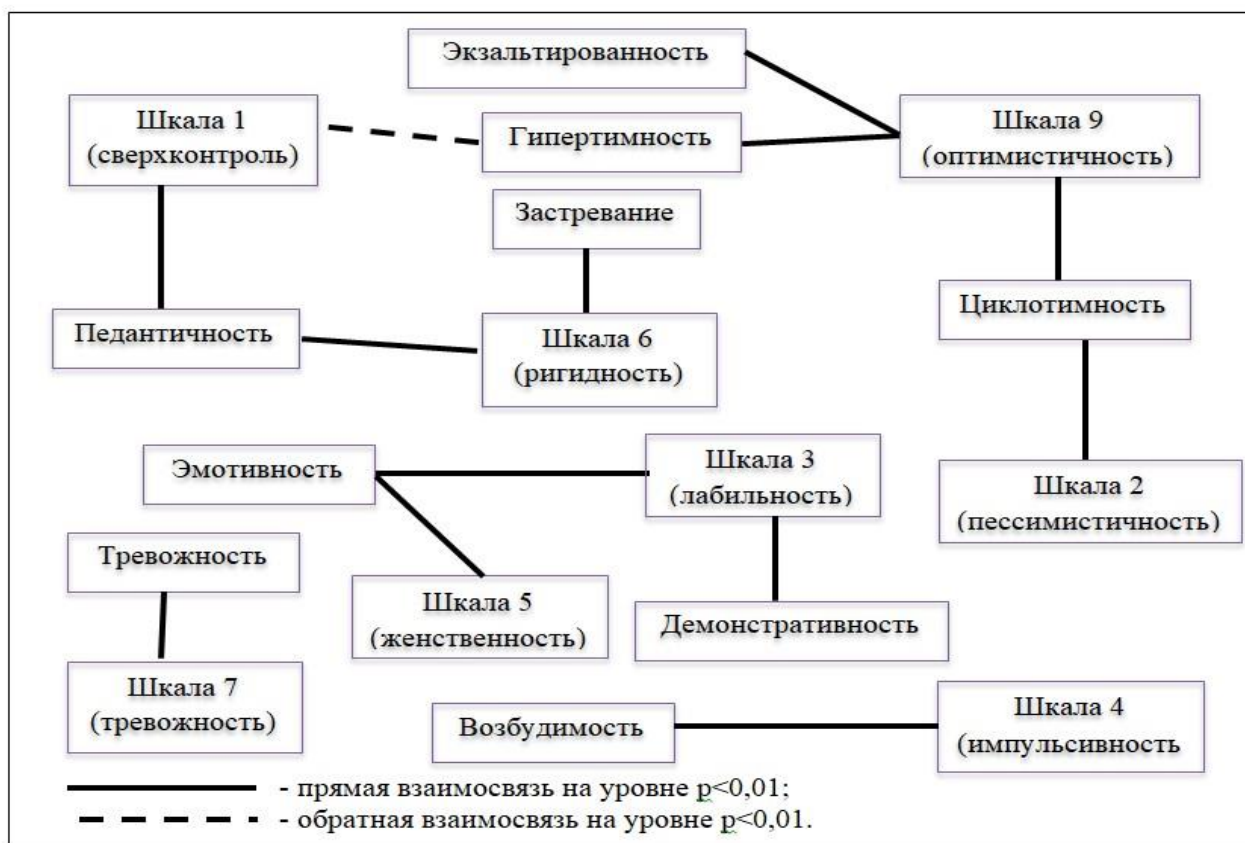 Экзальтированность
Шкала 1
(сверхконтроль)
Гипертимность
Шкала 9
(оптимистичность)
Застревание
Педантичность
Шкала 6
(ригидность)
Циклотимность
Эмотивность
Шкала 3
(лабильность)
Шкала 2
(пессимистичность)
Тревожность
Шкала 5
(женственность)
Демонстративность
Шкала 7
(тревожность)
Возбудимость
Шкала 4
(импульсивность
- прямая взаимосвязь на уровне p<0,01;
- обратная взаимосвязь на уровне p<0,01.